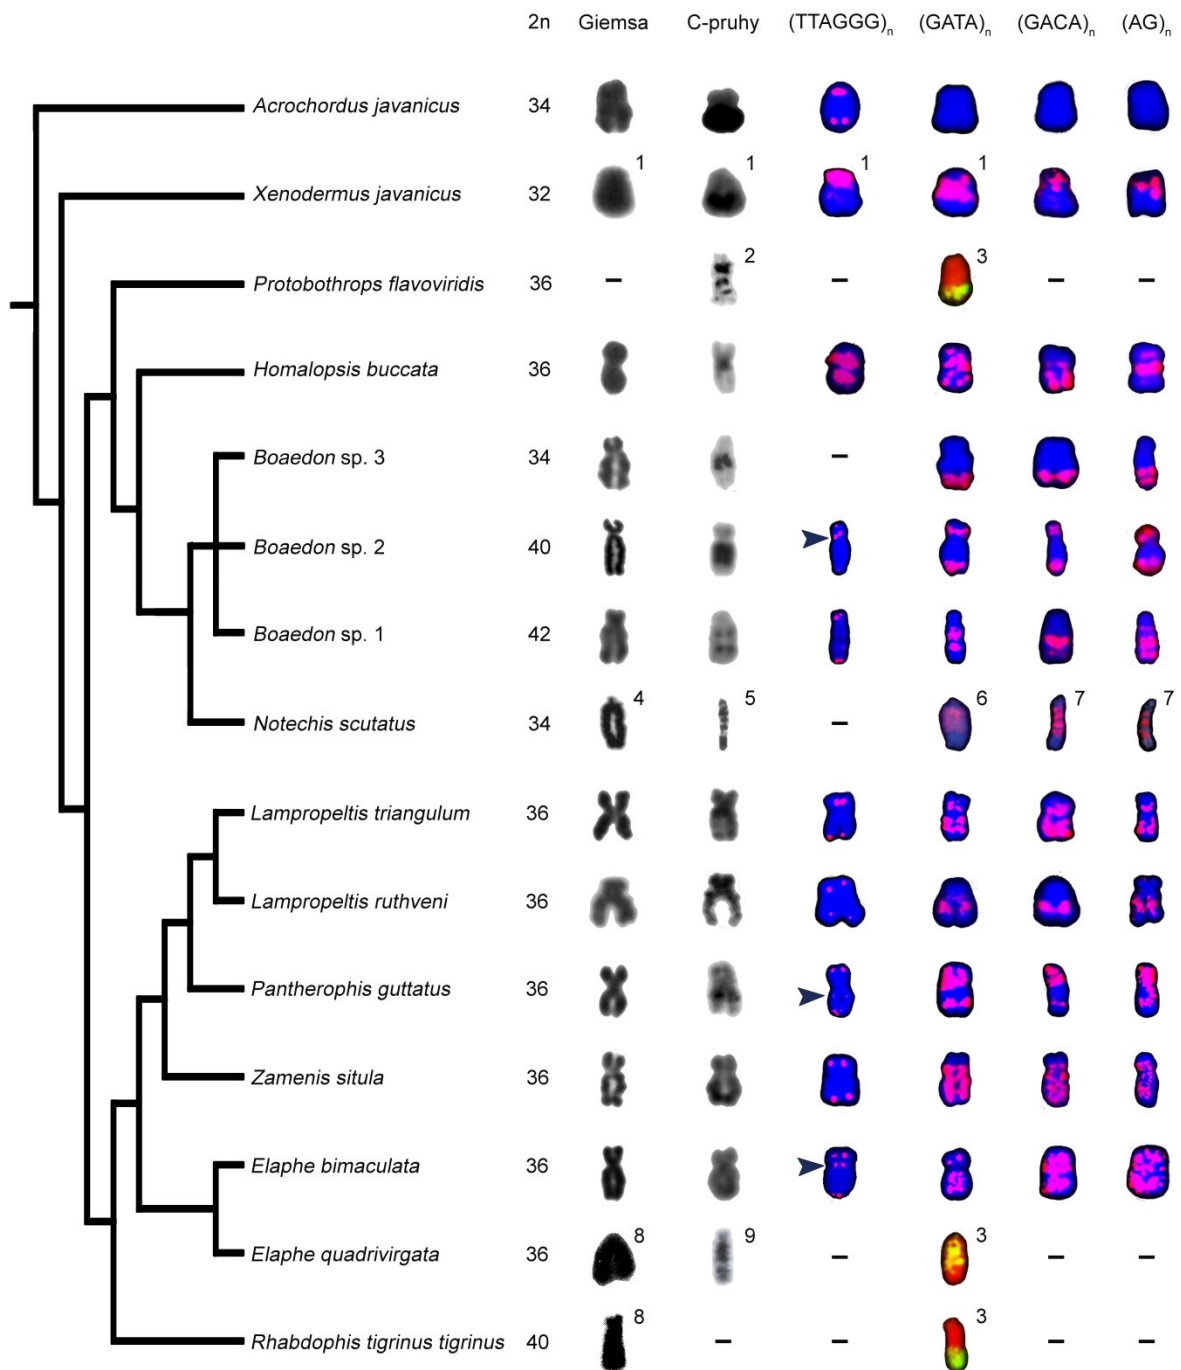 2n Giemsa C-pruhy (TTAGGG)n (GATA)n (GACA)n (AG)n
Acrochordus javanicus 34
Xenodermus javanicus 32 1 1 1 1
Protobothrops flavoviridis 36 – 2 – 3 – –
Homalopsis buccata 36
Boaedon sp. 3 34 –
Boaedon sp. 2 40
Boaedon sp. 1 42
Notechis scutatus 34 4 5 – 6 7 7
Lampropeltis triangulum 36
Lampropeltis ruthveni 36
Pantherophis guttatus 36
Zamenis situla 36
Elaphe bimaculata 36
Elaphe quadrivirgata 36 8 9 – 3 – –
Rhabdophis tigrinus tigrinus 40 8 – – 3 – –